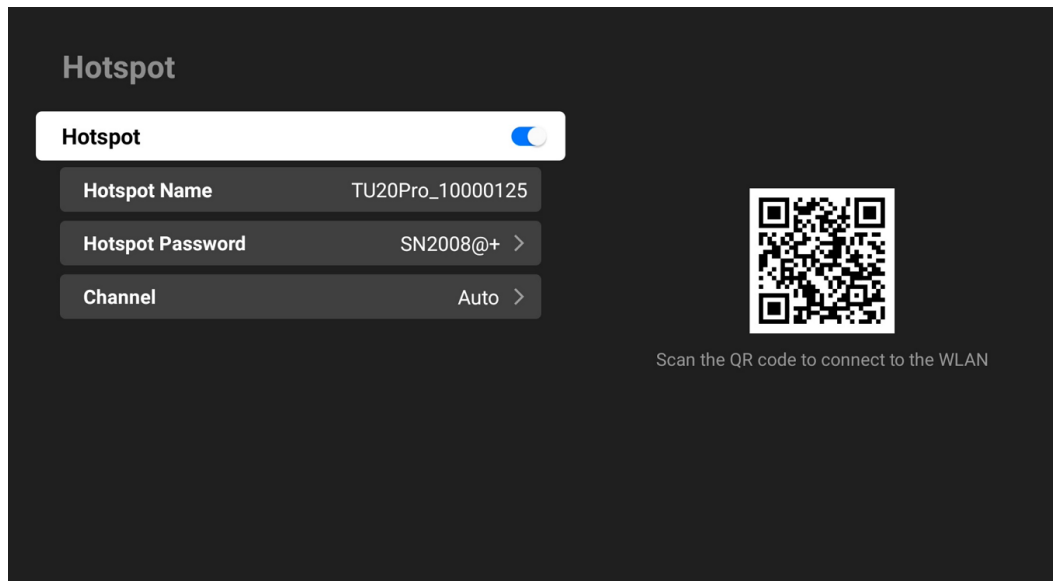 Hotspot
Hotspot
Hotspot Name TU20Pro_10000125
Hotspot Password SN2008@+
Channel Auto
Scan the QR code to connect to the WLAN